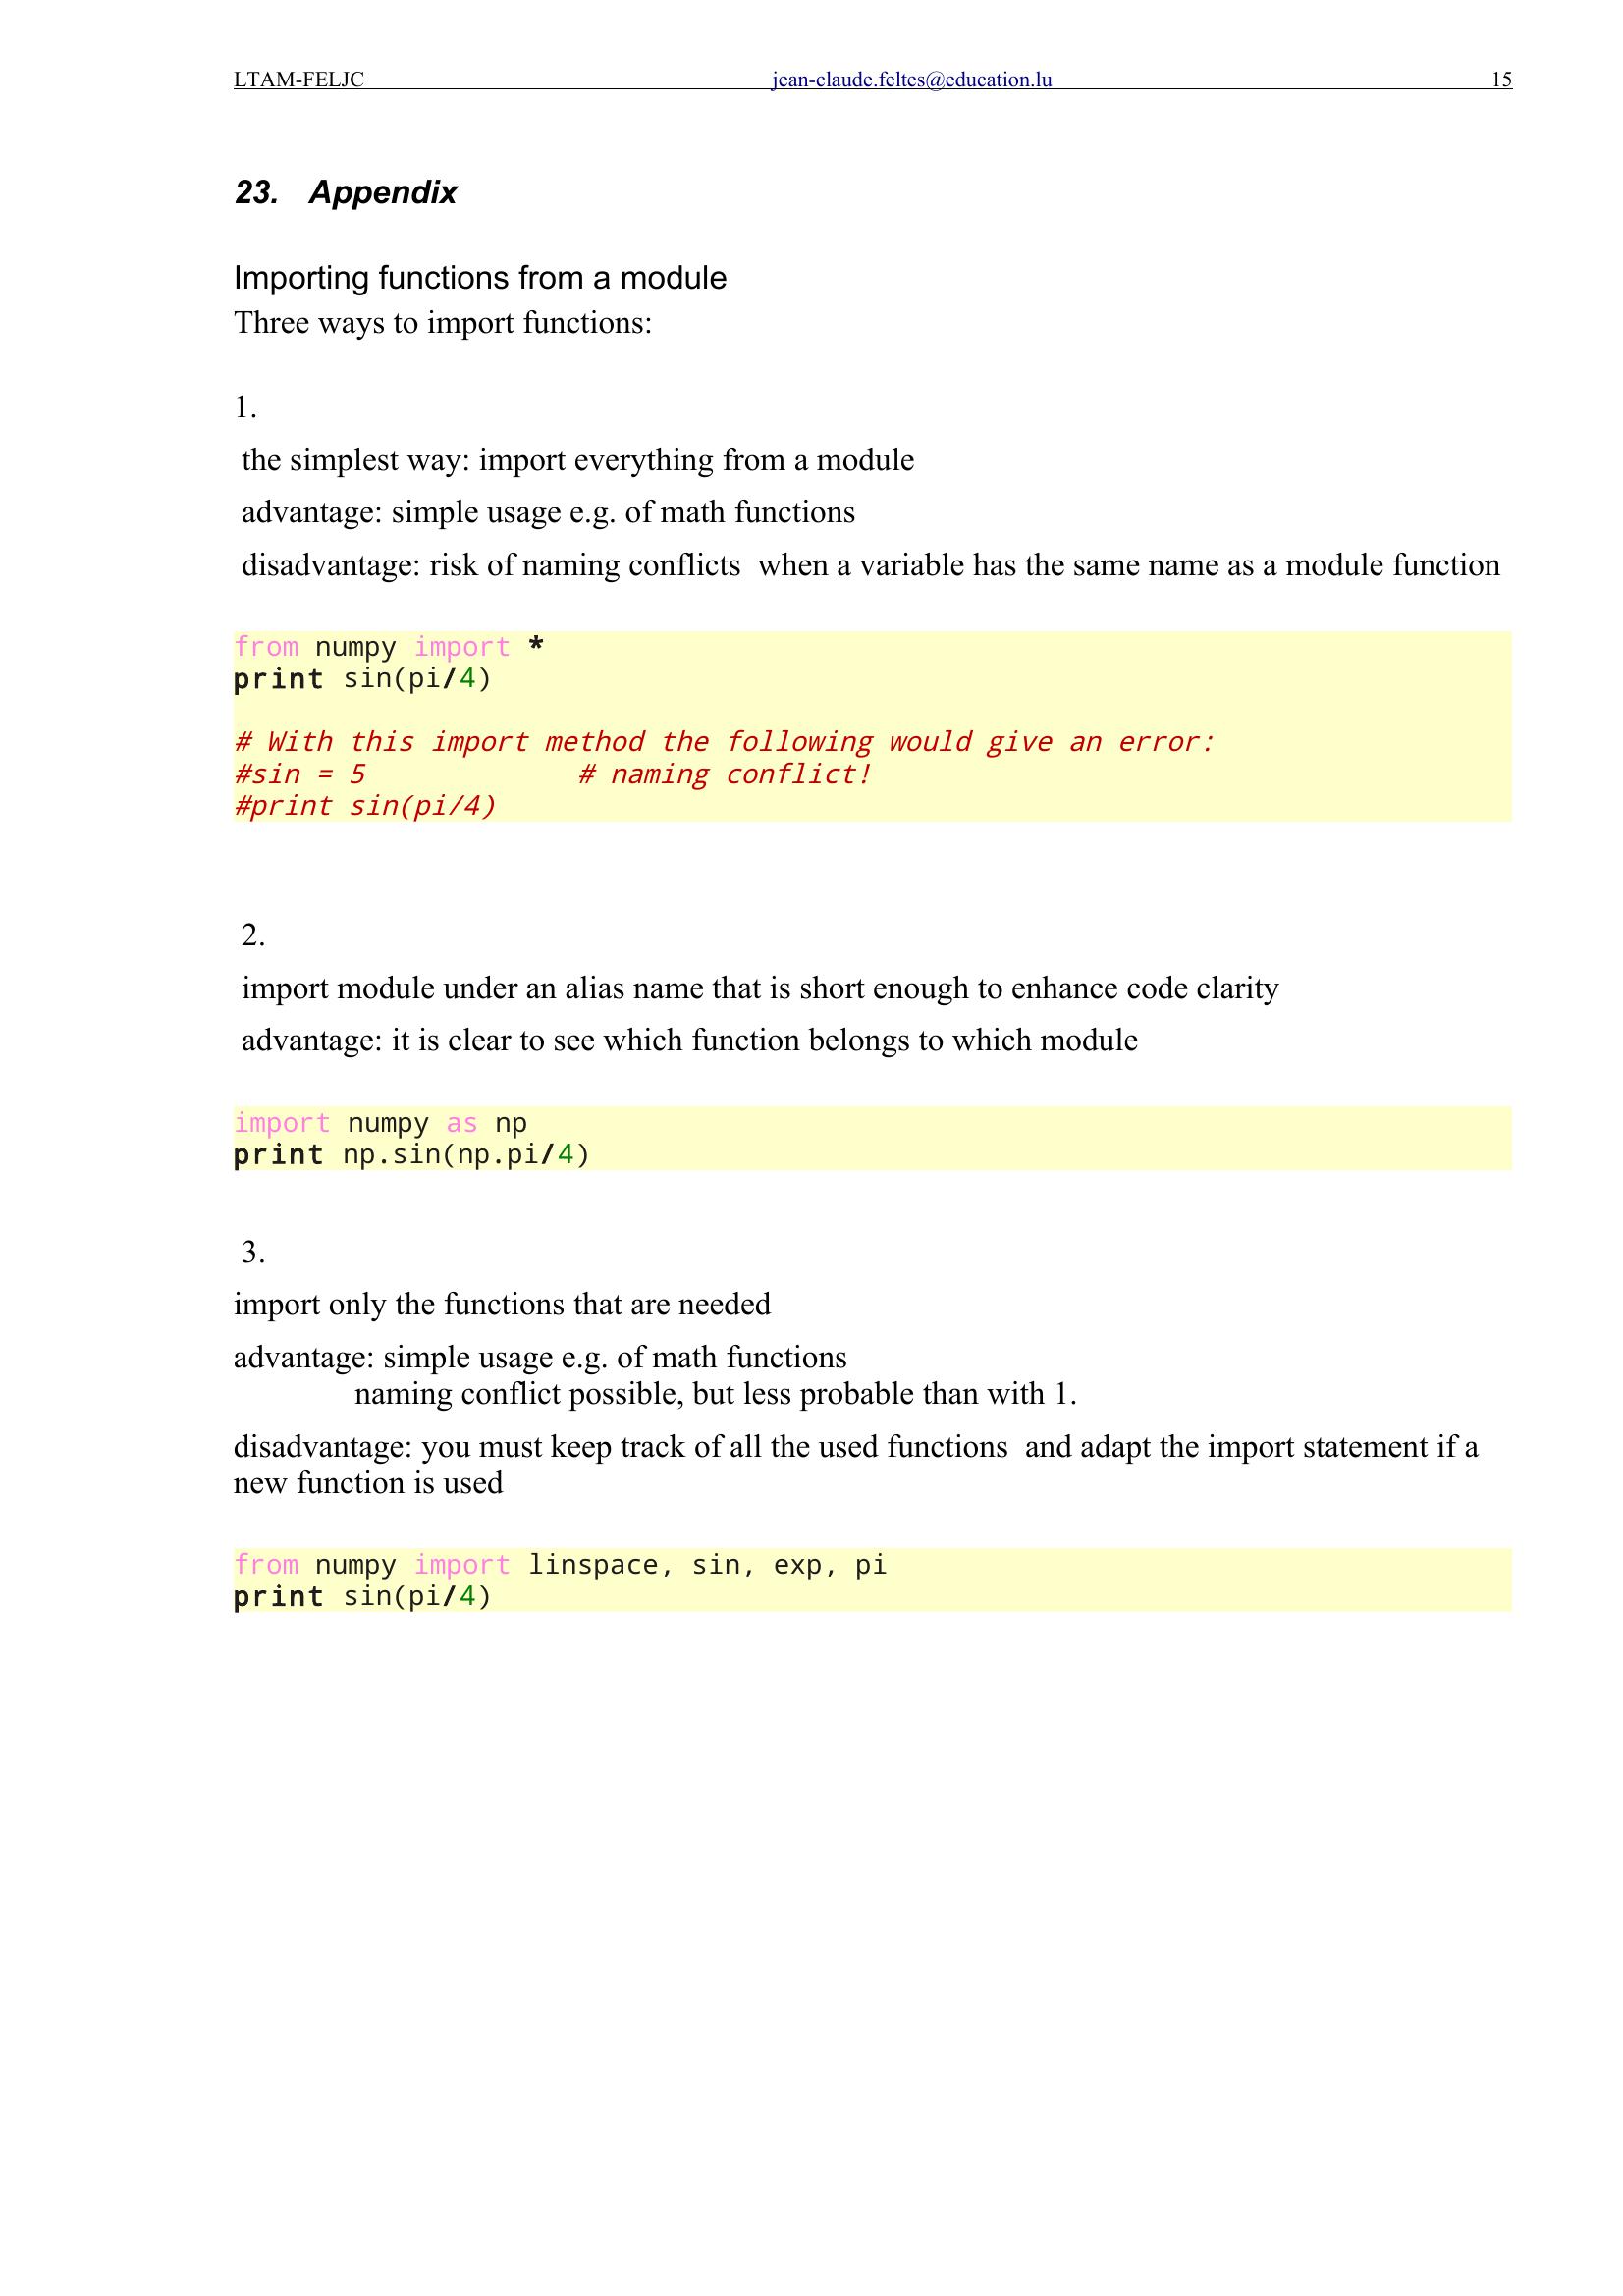 LTAM-FELJC jean-claude.feltes@education.lu 15
23. Appendix
Importing functions from a module
Three ways to import functions:
1.
the simplest way: import everything from a module
advantage: simple usage e.g. of math functions
disadvantage: risk of naming conflicts  when a variable has the same name as a module function
from numpy import *
print sin(pi/4)
# With this import method the following would give an error:
#sin = 5             # naming conflict!
#print sin(pi/4)
2.
import module under an alias name that is short enough to enhance code clarity
advantage: it is clear to see which function belongs to which module
import numpy as np
print np.sin(np.pi/4)
3.
import only the functions that are needed
advantage: simple usage e.g. of math functions
naming conflict possible, but less probable than with 1.
disadvantage: you must keep track of all the used functions  and adapt the import statement if a
new function is used
from numpy import linspace, sin, exp, pi
print sin(pi/4)